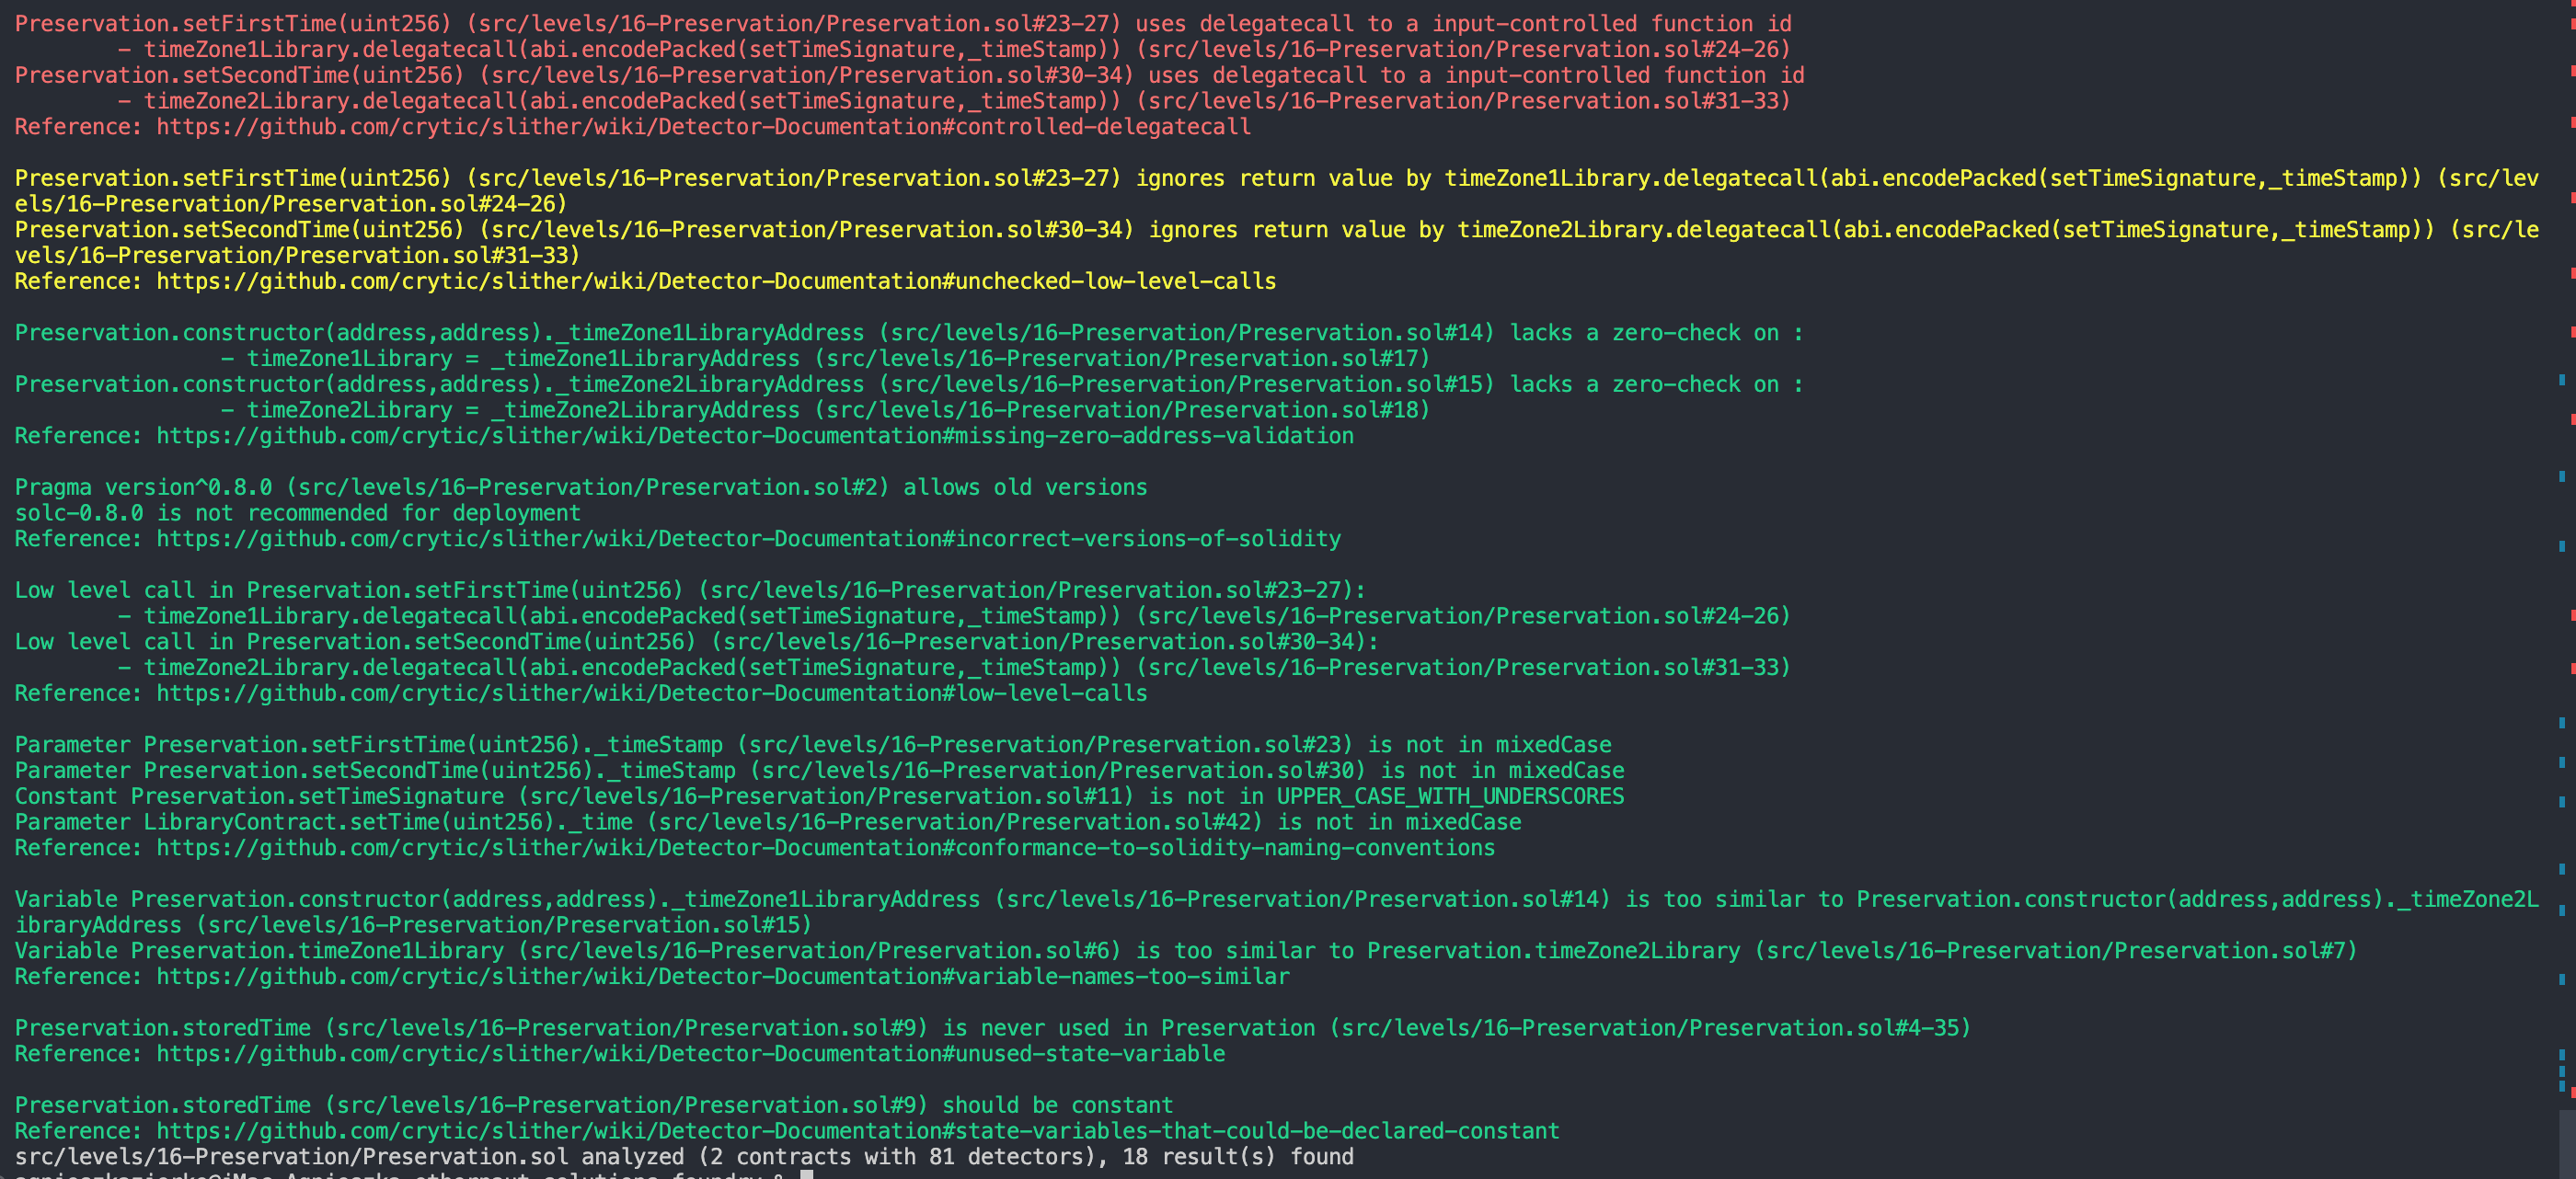 Preservation.setFirstTime(uint256) (src/levels/16-Preservation/Preservation.sol#23-27) uses delegatecall to a input-controlled function id
- timeZone1Library.delegatecall(abi.encodePacked(setTimeSignature,_timeStamp)) (src/levels/16-Preservation/Preservation.sol#24-26)
Preservation.setSecondTime(uint256) (src/levels/16-Preservation/Preservation.sol#30-34) uses delegatecall to a input-controlled function id
- timeZone2Library.delegatecall(abi.encodePacked(setTimeSignature,_timeStamp)) (src/levels/16-Preservation/Preservation.sol#31-33)
Reference: https://github.com/crytic/slither/wiki/Detector-Documentation#controlled-delegatecall
Preservation.setFirstTime(uint256) (src/levels/16-Preservation/Preservation.sol#23-27) ignores return value by timeZone1Library.delegatecall(abi.encodePacked(setTimeSignature,_timeStamp)) (src/lev
els/16-Preservation/Preservation.sol#24-26)
Preservation.setSecondTime(uint256) (src/levels/16-Preservation/Preservation.sol#30-34) ignores return value by timeZone2Library.delegatecall(abi.encodePacked(setTimeSignature,_timeStamp)) (src/le
vels/16-Preservation/Preservation.sol#31-33)
Reference: https://github.com/crytic/slither/wiki/Detector-Documentation#unchecked-low-level-calls
Preservation.constructor(address,address)._timeZone1LibraryAddress (src/levels/16-Preservation/Preservation.sol#14) lacks a zero-check on :
- timeZone1Library = _timeZone1LibraryAddress (src/levels/16-Preservation/Preservation.sol#17)
Preservation.constructor(address,address)._timeZone2LibraryAddress (src/levels/16-Preservation/Preservation.sol#15) lacks a zero-check on :
- timeZone2Library = _timeZone2LibraryAddress (src/levels/16-Preservation/Preservation.sol#18)
Reference: https://github.com/crytic/slither/wiki/Detector-Documentation#missing-zero-address-validation
Pragma version^0.8.0 (src/levels/16-Preservation/Preservation.sol#2) allows old versions
solc-0.8.0 is not recommended for deployment
Reference: https://github.com/crytic/slither/wiki/Detector-Documentation#incorrect-versions-of-solidity
Low level call in Preservation.setFirstTime(uint256) (src/levels/16-Preservation/Preservation.sol#23-27):
- timeZone1Library.delegatecall(abi.encodePacked(setTimeSignature,_timeStamp)) (src/levels/16-Preservation/Preservation.sol#24-26)
Low level call in Preservation.setSecondTime(uint256) (src/levels/16-Preservation/Preservation.sol#30-34):
- timeZone2Library.delegatecall(abi.encodePacked(setTimeSignature,_timeStamp)) (src/levels/16-Preservation/Preservation.sol#31-33)
Reference: https://github.com/crytic/slither/wiki/Detector-Documentation#low-level-calls
Parameter Preservation.setFirstTime(uint256)._timeStamp (src/levels/16-Preservation/Preservation.sol#23) is not in mixedCase
Parameter Preservation.setSecondTime(uint256)._timeStamp (src/levels/16-Preservation/Preservation.sol#30) is not in mixedCase
Constant Preservation.setTimeSignature (src/levels/16-Preservation/Preservation.sol#11) is not in UPPER_CASE_WITH_UNDERSCORES
Parameter LibraryContract.setTime(uint256)._time (src/levels/16-Preservation/Preservation.sol#42) is not in mixedCase
Reference: https://github.com/crytic/slither/wiki/Detector-Documentation#conformance-to-solidity-naming-conventions
Variable Preservation.constructor(address,address)._timeZone1LibraryAddress (src/levels/16-Preservation/Preservation.sol#14) is too similar to Preservation.constructor(address,address)._timeZone2L
ibraryAddress (src/levels/16-Preservation/Preservation.sol#15)
Variable Preservation.timeZone1Library (src/levels/16-Preservation/Preservation.sol#6) is too similar to Preservation.timeZone2Library (src/levels/16-Preservation/Preservation.sol#7)
Reference: https://github.com/crytic/slither/wiki/Detector-Documentation#variable-names-too-similar
Preservation.storedTime (src/levels/16-Preservation/Preservation.sol#9) is never used in Preservation (src/levels/16-Preservation/Preservation.sol#4-35)
Reference: https://github.com/crytic/slither/wiki/Detector-Documentation#unused-state-variable
Preservation.storedTime (src/levels/16-Preservation/Preservation.sol#9) should be constant
Reference: https://github.com/crytic/slither/wiki/Detector-Documentation#state-variables-that-could-be-declared-constant
src/levels/16-Preservation/Preservation.sol analyzed (2 contracts with 81 detectors), 18 result(s) found